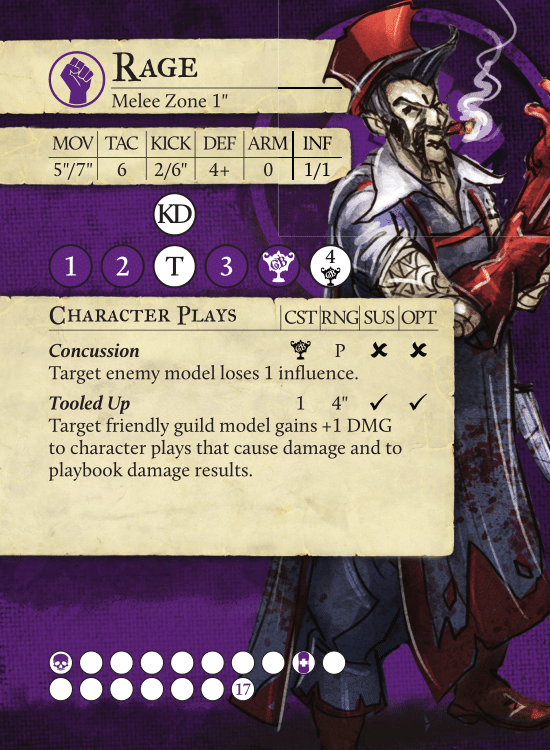 RAGE
Melee Zone 1"
MOV TAC KICK DEF ARM INF
5"/7" 6 2/6" 4+ 0 1/1
KD
1 2 T 3 GB 4 GB
CHARACTER PLAYS CST RNG SUS OPT
Concussion GB P ✘ ✘
Target enemy model loses 1 influence.
Tooled Up 1 4" ✓ ✓
Target friendly guild model gains +1 DMG
to character plays that cause damage and to
playbook damage results.
17